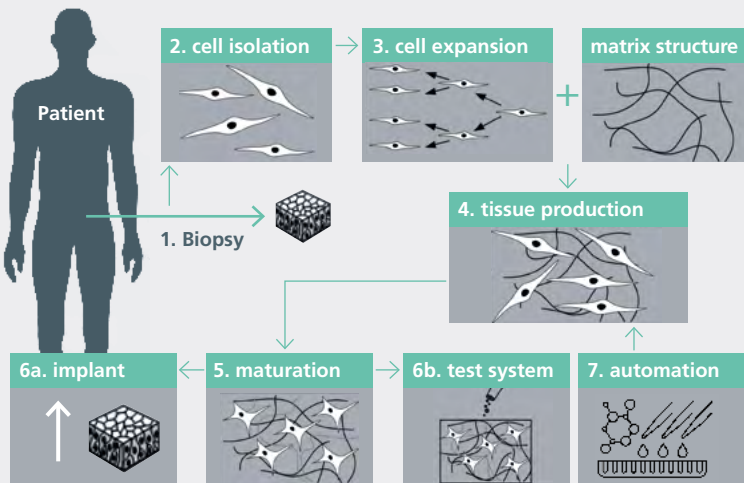 2. cell isolation
3. cell expansion
matrix structure
+
Patient
1. Biopsy
4. tissue production
6a. implant
5. maturation
6b. test system
7. automation